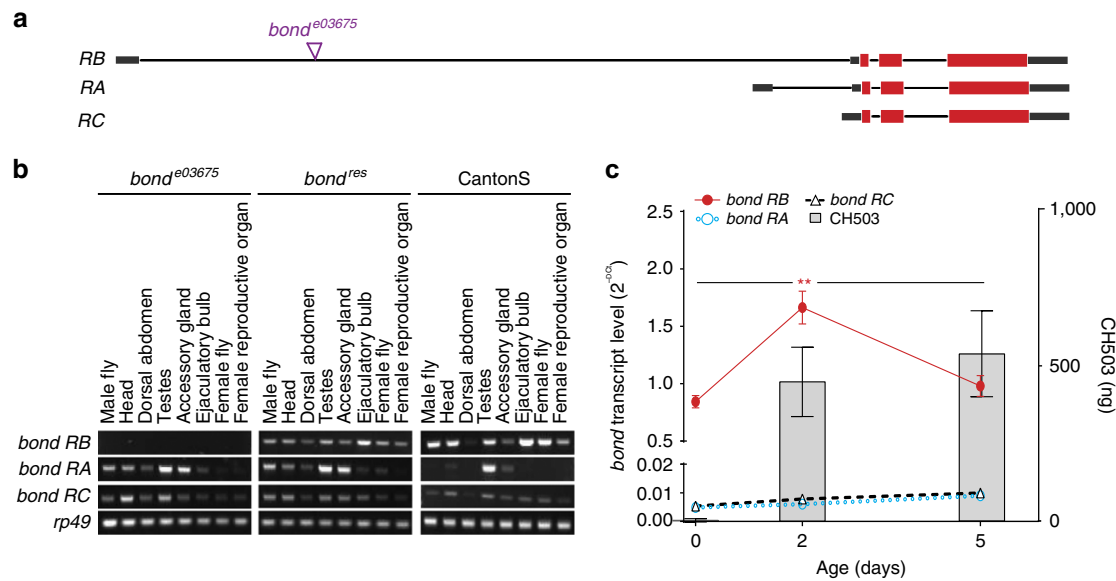 a
bond e03675
RB
RA
RC
b
bond e03675
bond res
CantonS
Male fly
Head
Dorsal abdomen
Testes
Accessory gland
Ejaculatory bulb
Female fly
Female reproductive organ
Male fly
Head
Dorsal abdomen
Testes
Accessory gland
Ejaculatory bulb
Female fly
Female reproductive organ
Male fly
Head
Dorsal abdomen
Testes
Accessory gland
Ejaculatory bulb
Female fly
Female reproductive organ
bond RB
bond RA
bond RC
rp49
c
bond RB
bond RC
bond RA
CH503
bond transcript level (2^-DCt)
2.5
2.0
1.5
1.0
0.5
0.02
0.01
0.00
**
1,000
500
0
CH503
(ng)
0
2
5
Age (days)